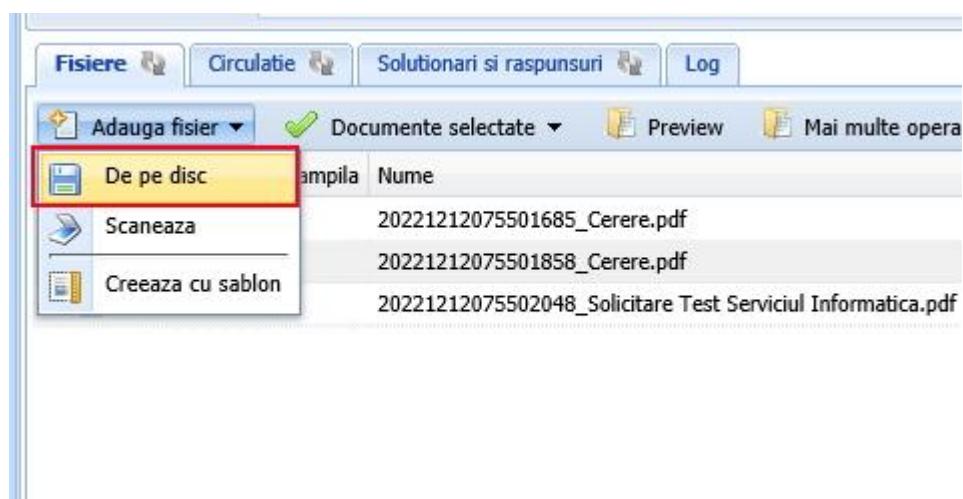 Fisiere Circulatie Solutionari si raspunsuri Log
Adauga fisier Documente selectate Preview Mai multe opera
De pe disc ampila Nume
Scaneaza 20221212075501685_Cerere.pdf
20221212075501858_Cerere.pdf
Creeaza cu sablon 20221212075502048_Solicitare Test Serviciul Informatica.pdf